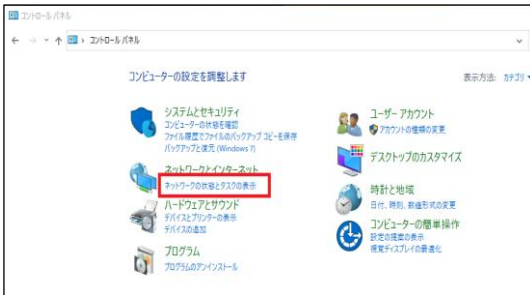 コントロール パネル
コントロール パネル
コンピューターの設定を調整します
表示方法: カテゴリ
システムとセキュリティ
コンピューターの状態を確認
ファイル履歴でファイルのバックアップ コピーを保存
バックアップと復元 (Windows 7)
ネットワークとインターネット
ネットワークの状態とタスクの表示
ハードウェアとサウンド
デバイスとプリンターの表示
デバイスの追加
プログラム
プログラムのアンインストール
ユーザー アカウント
アカウントの種類の変更
デスクトップのカスタマイズ
時計と地域
日付、時刻、数値形式の変更
コンピューターの簡単操作
設定の提案の表示
視覚ディスプレイの最適化